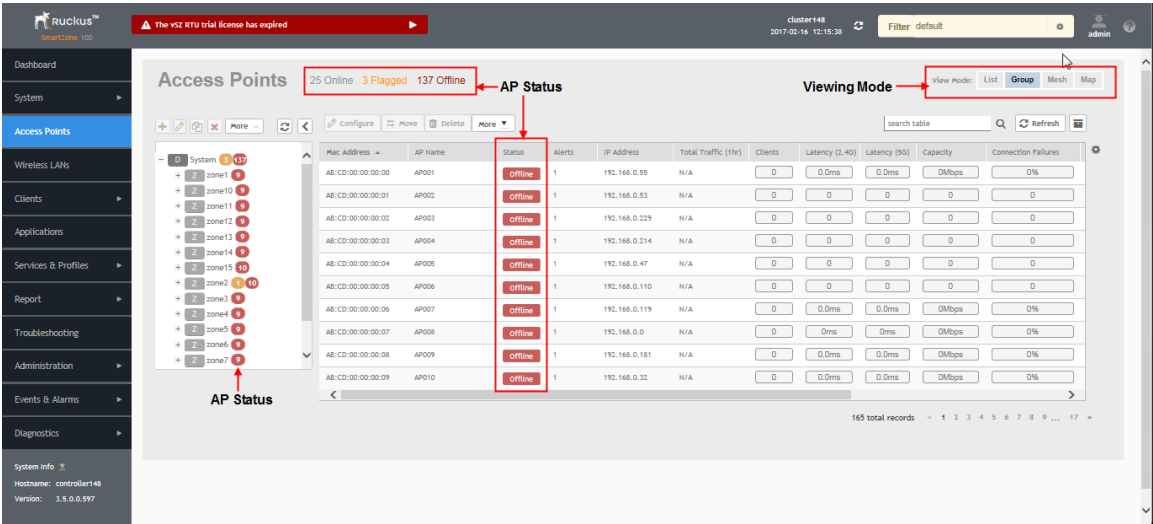 Ruckus™
SmartZone 100
The vSZ RTU trial license has expired
cluster148
2017-02-16 12:15:38
Filter default
admin
Dashboard
System
Access Points
Wireless LANs
Clients
Applications
Services & Profiles
Report
Troubleshooting
Administration
Events & Alarms
Diagnostics
System Info
Hostname: controller148
Version: 3.5.0.0.597
Access Points 25 Online 3 Flagged 137 Offline
AP Status
Viewing Mode
View Mode: List Group Mesh Map
More
Configure Move Delete More
search table
Refresh
D System 3 137
Z zone1 9
Z zone10 9
Z zone11 9
Z zone12 9
Z zone13 9
Z zone14 9
Z zone15 10
Z zone2 1 10
Z zone3 9
Z zone4 9
Z zone5 9
Z zone6 9
Z zone7 9
AP Status
Mac Address AP Name Status Alerts IP Address Total Traffic (1hr) Clients Latency (2.4G) Latency (5G) Capacity Connection Failures
AB:CD:00:00:00:00 AP001 Offline 1 192.168.0.55 N/A 0 0.0ms 0.0ms 0Mbps 0%
AB:CD:00:00:00:01 AP002 Offline 1 192.168.0.53 N/A 0 0 0 0 0
AB:CD:00:00:00:02 AP003 Offline 1 192.168.0.229 N/A 0 0 0 0 0
AB:CD:00:00:00:03 AP004 Offline 1 192.168.0.214 N/A 0 0 0 0 0
AB:CD:00:00:00:04 AP005 Offline 1 192.168.0.47 N/A 0 0 0 0 0
AB:CD:00:00:00:05 AP006 Offline 1 192.168.0.110 N/A 0 0 0 0 0
AB:CD:00:00:00:06 AP007 Offline 1 192.168.0.119 N/A 0 0.0ms 0.0ms 0Mbps 0%
AB:CD:00:00:00:07 AP008 Offline 1 192.168.0.0 N/A 0 0ms 0ms 0Mbps 0%
AB:CD:00:00:00:08 AP009 Offline 1 192.168.0.181 N/A 0 0.0ms 0.0ms 0Mbps 0%
AB:CD:00:00:00:09 AP010 Offline 1 192.168.0.32 N/A 0 0.0ms 0.0ms 0Mbps 0%
165 total records « 1 2 3 4 5 6 7 8 9 ... 17 »